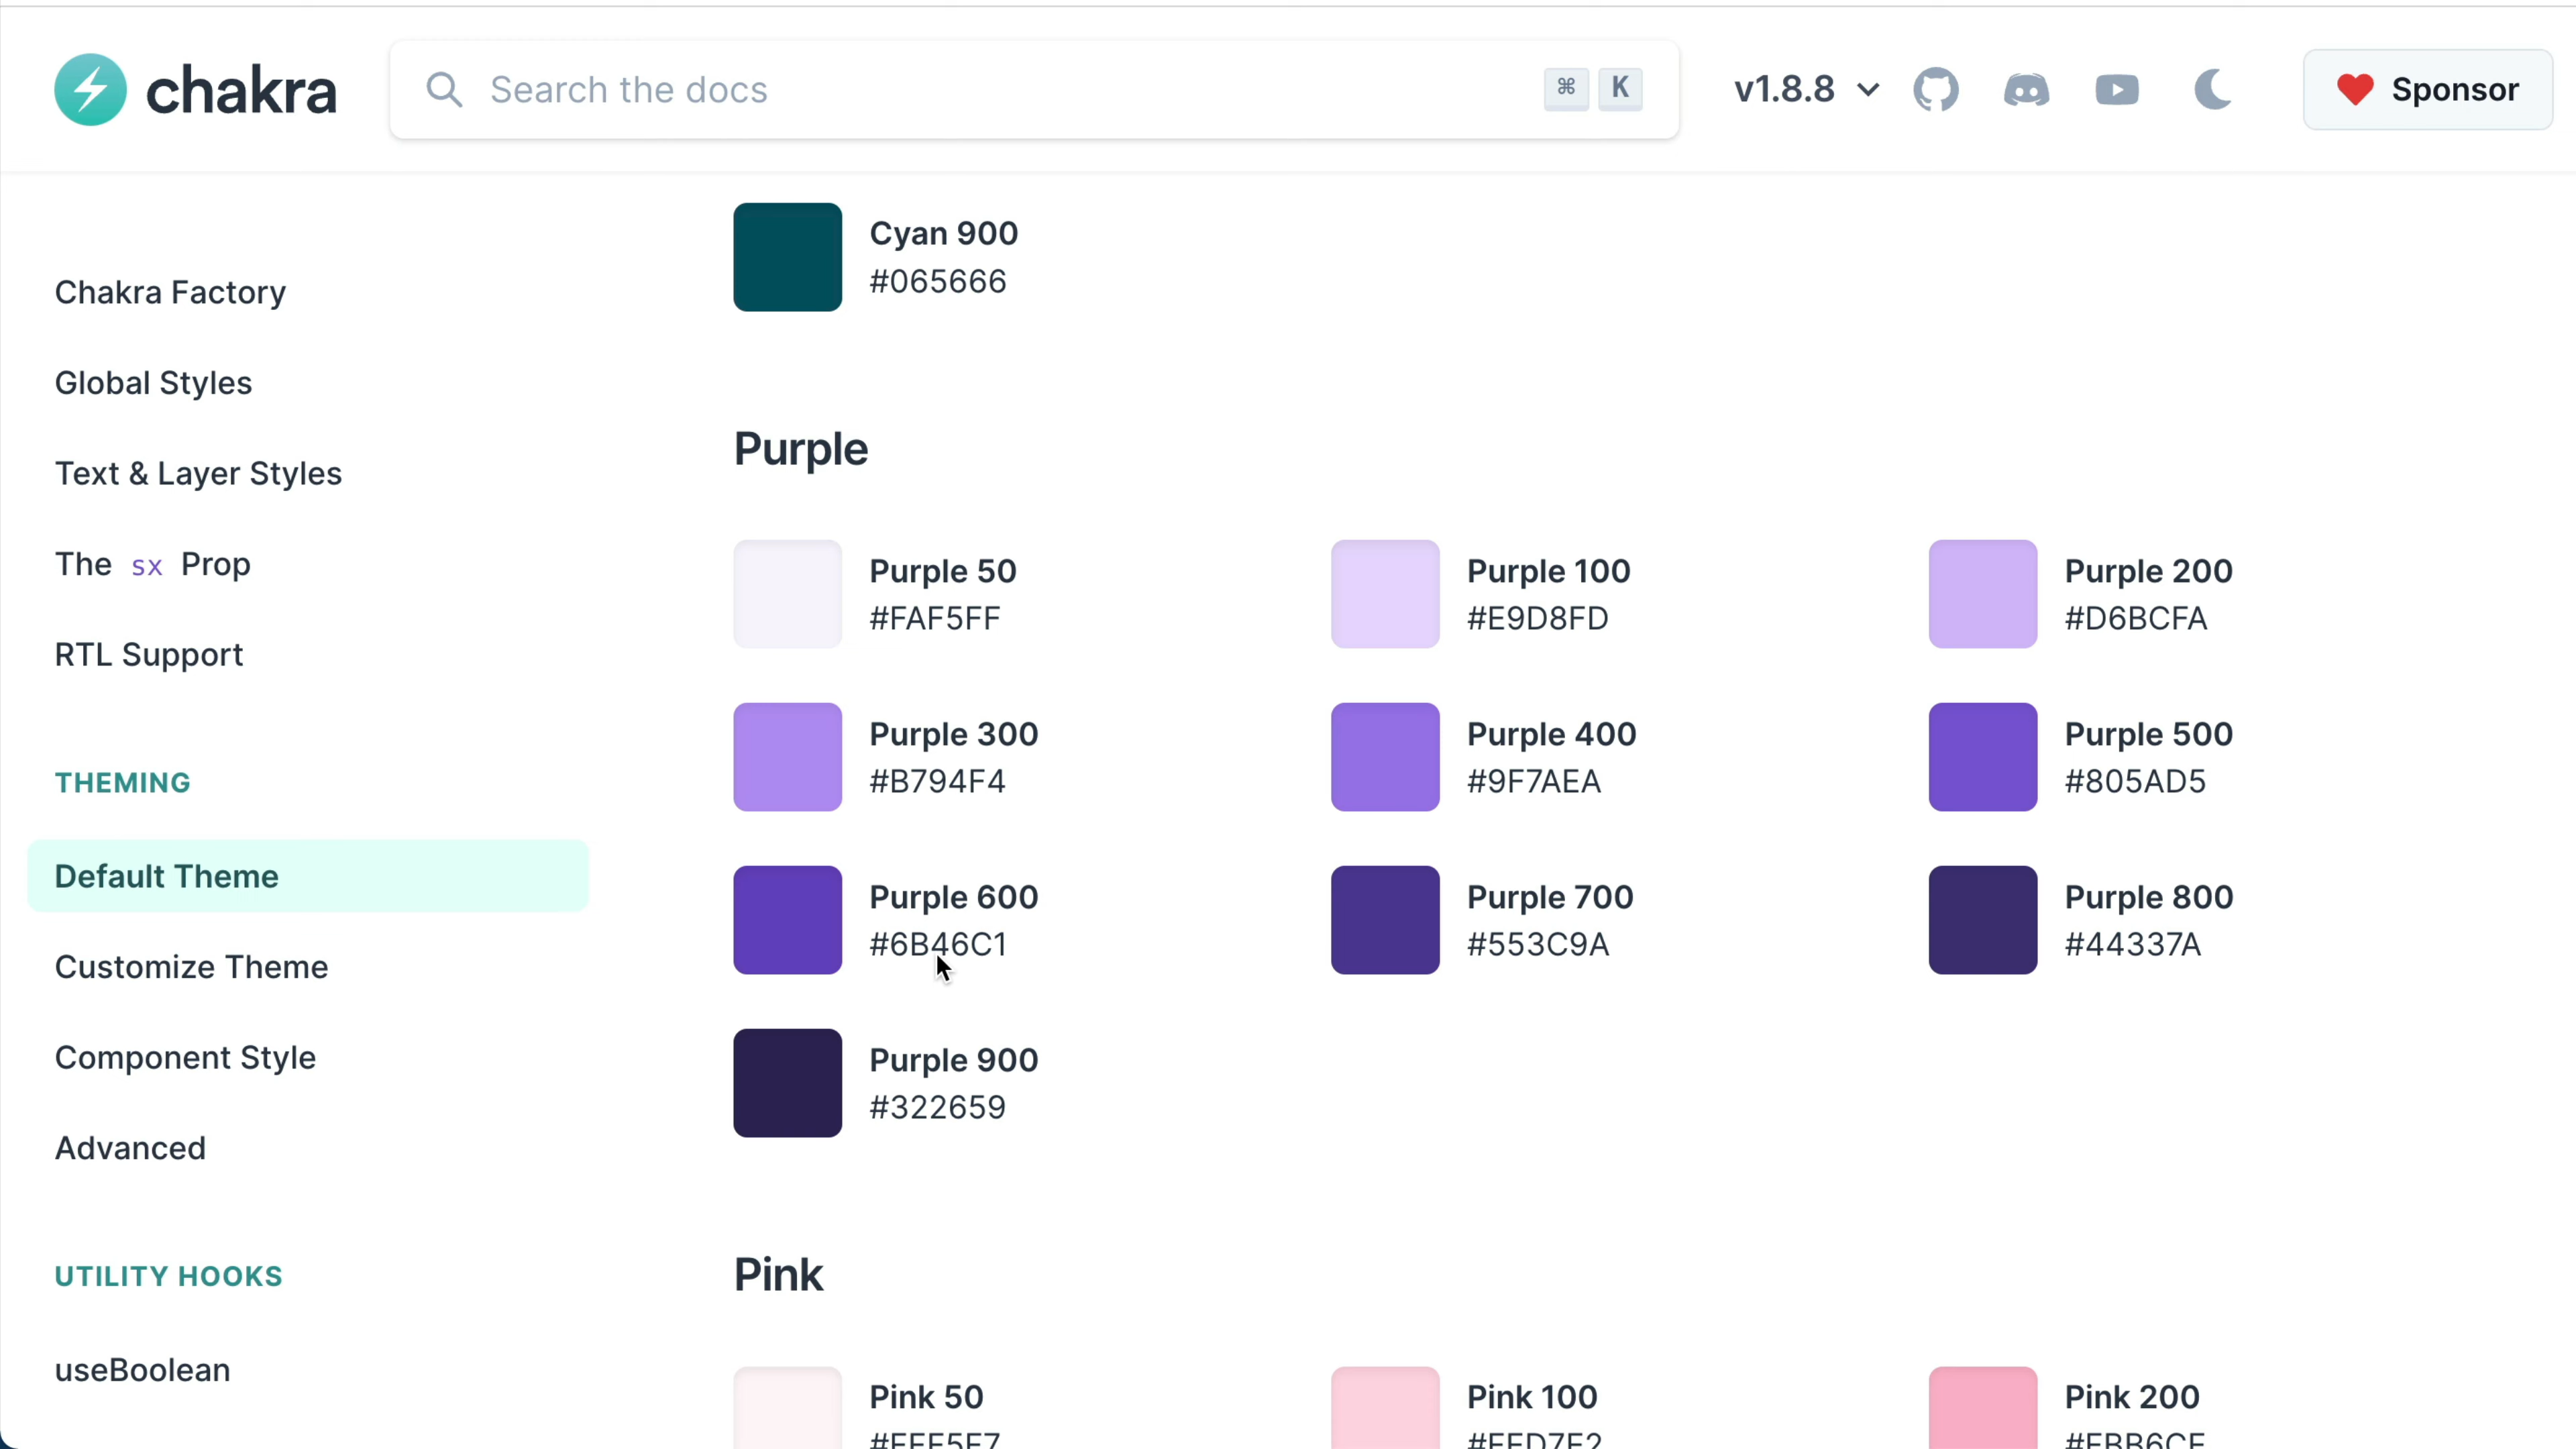 chakra
Search the docs
⌘ K
v1.8.8
Sponsor
Chakra Factory
Global Styles
Text & Layer Styles
The sx Prop
RTL Support
THEMING
Default Theme
Customize Theme
Component Style
Advanced
UTILITY HOOKS
useBoolean
Cyan 900
#065666
Purple
Purple 50
#FAF5FF
Purple 100
#E9D8FD
Purple 200
#D6BCFA
Purple 300
#B794F4
Purple 400
#9F7AEA
Purple 500
#805AD5
Purple 600
#6B46C1
Purple 700
#553C9A
Purple 800
#44337A
Purple 900
#322659
Pink
Pink 50
Pink 100
Pink 200